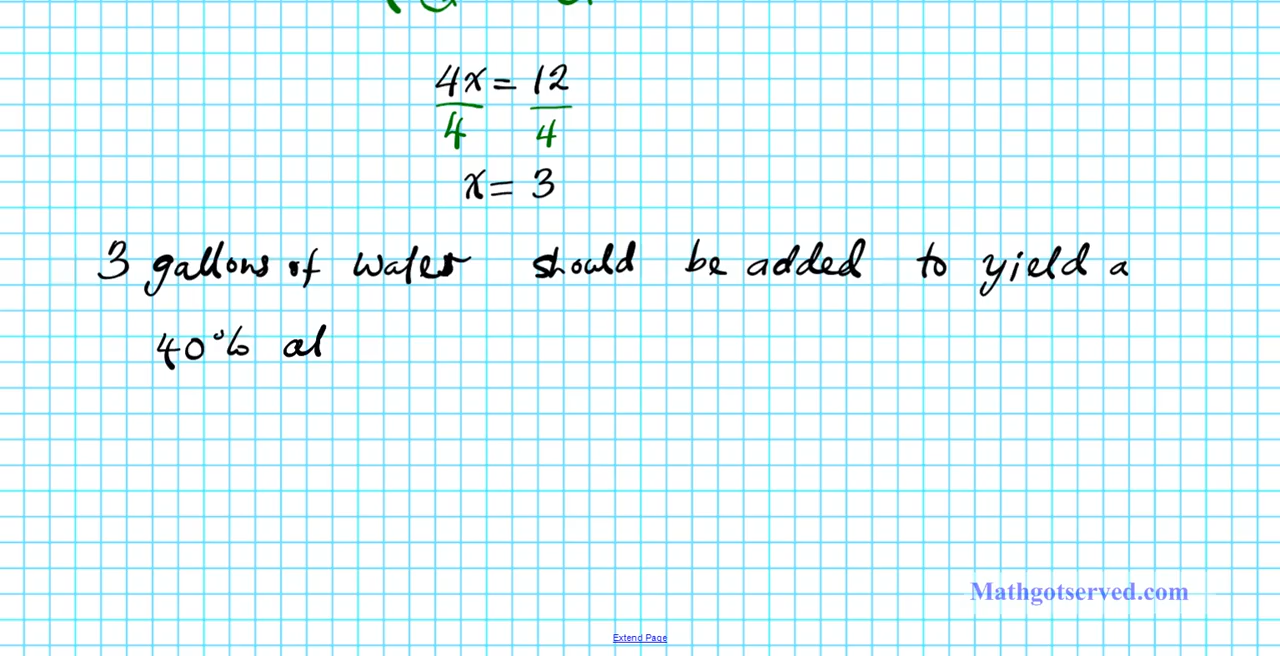 4x = 12
4 4
x = 3
3 gallons of water should be added to yield a
40% al
Mathgotserved.com
Extend Page